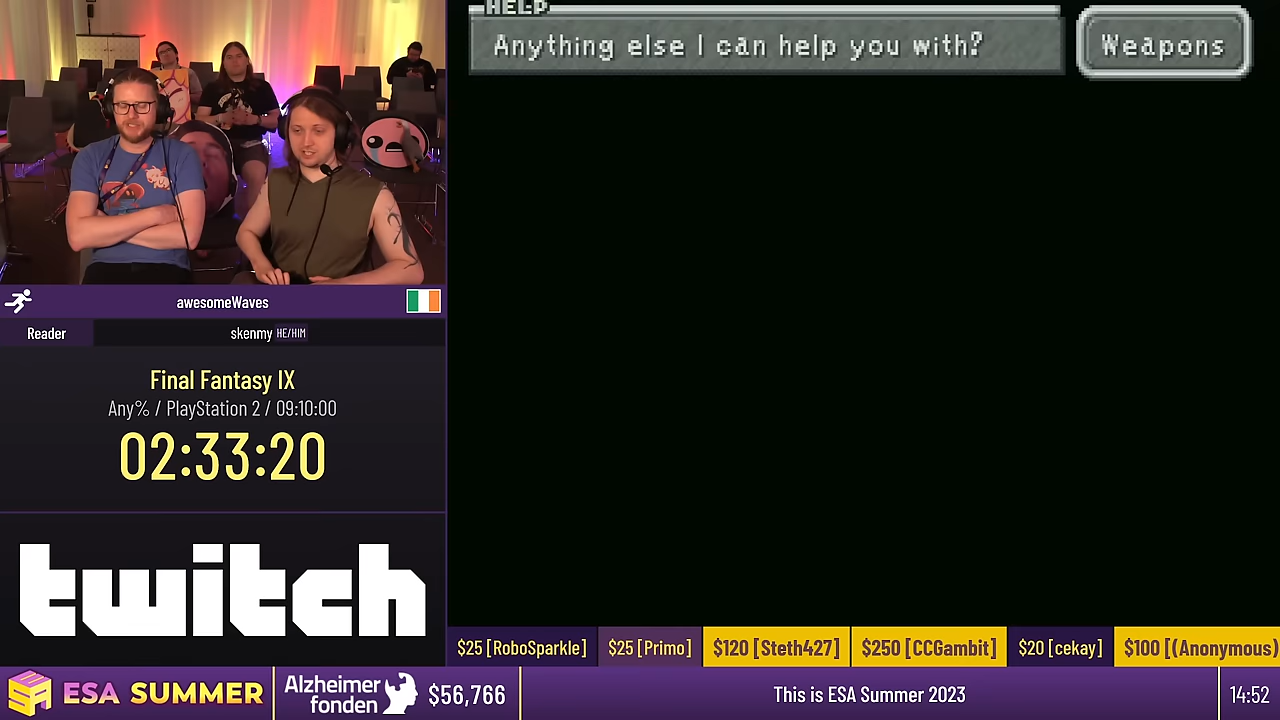 HELP
Anything else I can help you with?
Weapons
awesomeWaves
Reader
skenmy HE/HIM
Final Fantasy IX
Any% / PlayStation 2 / 09:10:00
02:33:20
twitch
$25 [RoboSparkle]
$25 [Primo]
$120 [Steth427]
$250 [CCGambit]
$20 [cekay]
$100 [(Anonymous)
ESA SUMMER
Alzheimer
fonden
$56,766
This is ESA Summer 2023
14:52